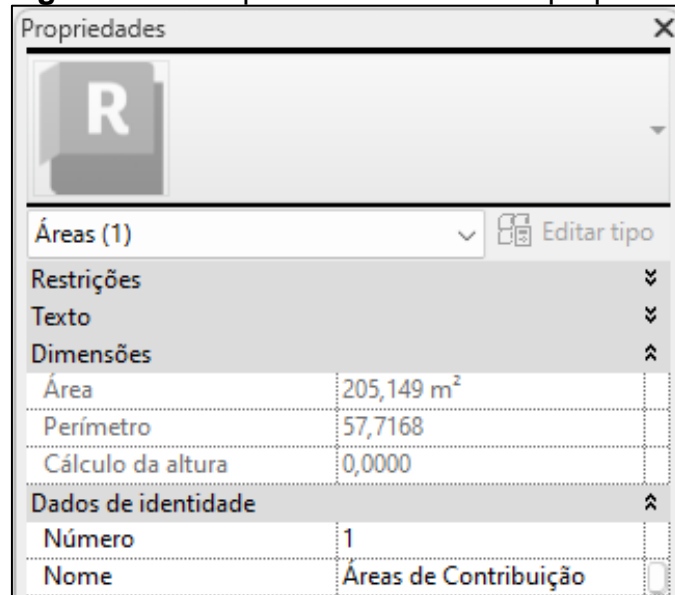 Propriedades
R
Áreas (1) Editar tipo
Restrições
Texto
Dimensões
Área 205,149 m²
Perímetro 57,7168
Cálculo da altura 0,0000
Dados de identidade
Número 1
Nome Áreas de Contribuição